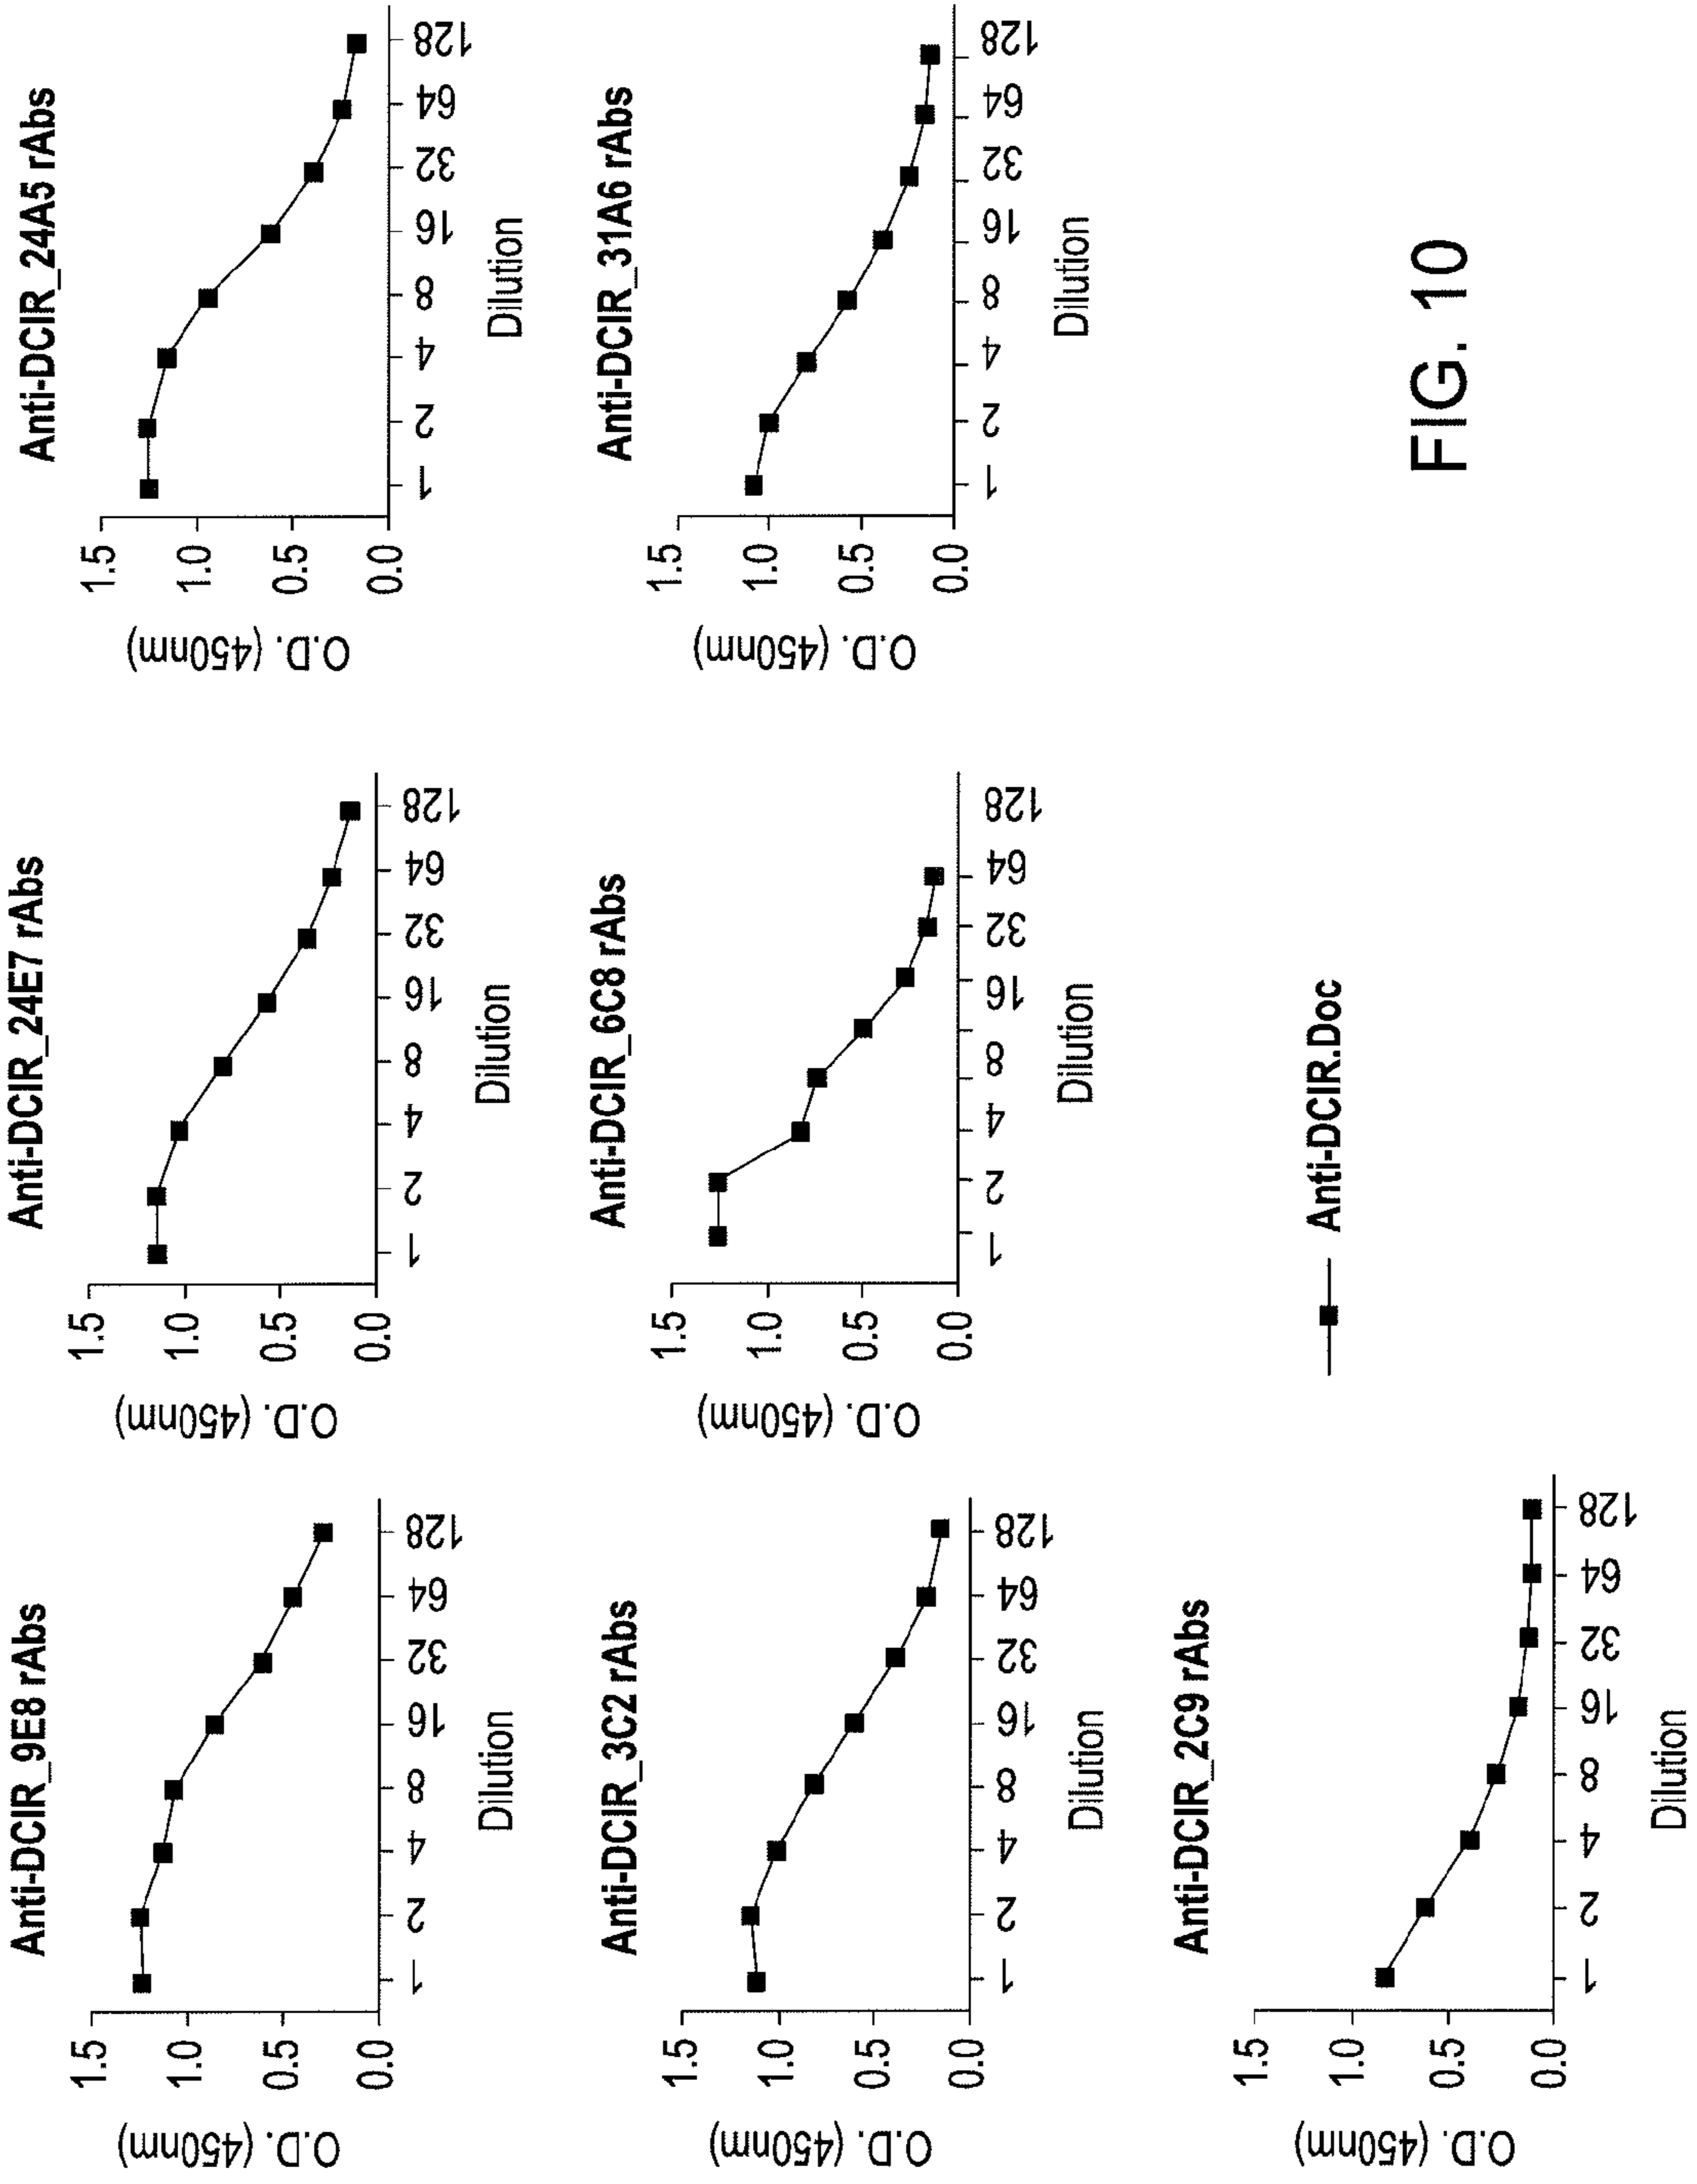 Anti-DCIR_9E8 rAbs
O.D. (450nm)
1.5
1.0
0.5
0.0
1 2 4 8 16 32 64 128
Dilution
Anti-DCIR_24E7 rAbs
O.D. (450nm)
1.5
1.0
0.5
0.0
1 2 4 8 16 32 64 128
Dilution
Anti-DCIR_24A5 rAbs
O.D. (450nm)
1.5
1.0
0.5
0.0
1 2 4 8 16 32 64 128
Dilution
Anti-DCIR_3C2 rAbs
O.D. (450nm)
1.5
1.0
0.5
0.0
1 2 4 8 16 32 64 128
Dilution
Anti-DCIR_6C8 rAbs
O.D. (450nm)
1.5
1.0
0.5
0.0
1 2 4 8 16 32 64 128
Dilution
Anti-DCIR_31A6 rAbs
O.D. (450nm)
1.5
1.0
0.5
0.0
1 2 4 8 16 32 64 128
Dilution
Anti-DCIR_2C9 rAbs
O.D. (450nm)
1.5
1.0
0.5
0.0
1 2 4 8 16 32 64 128
Dilution
Anti-DCIR.Doc
FIG. 10